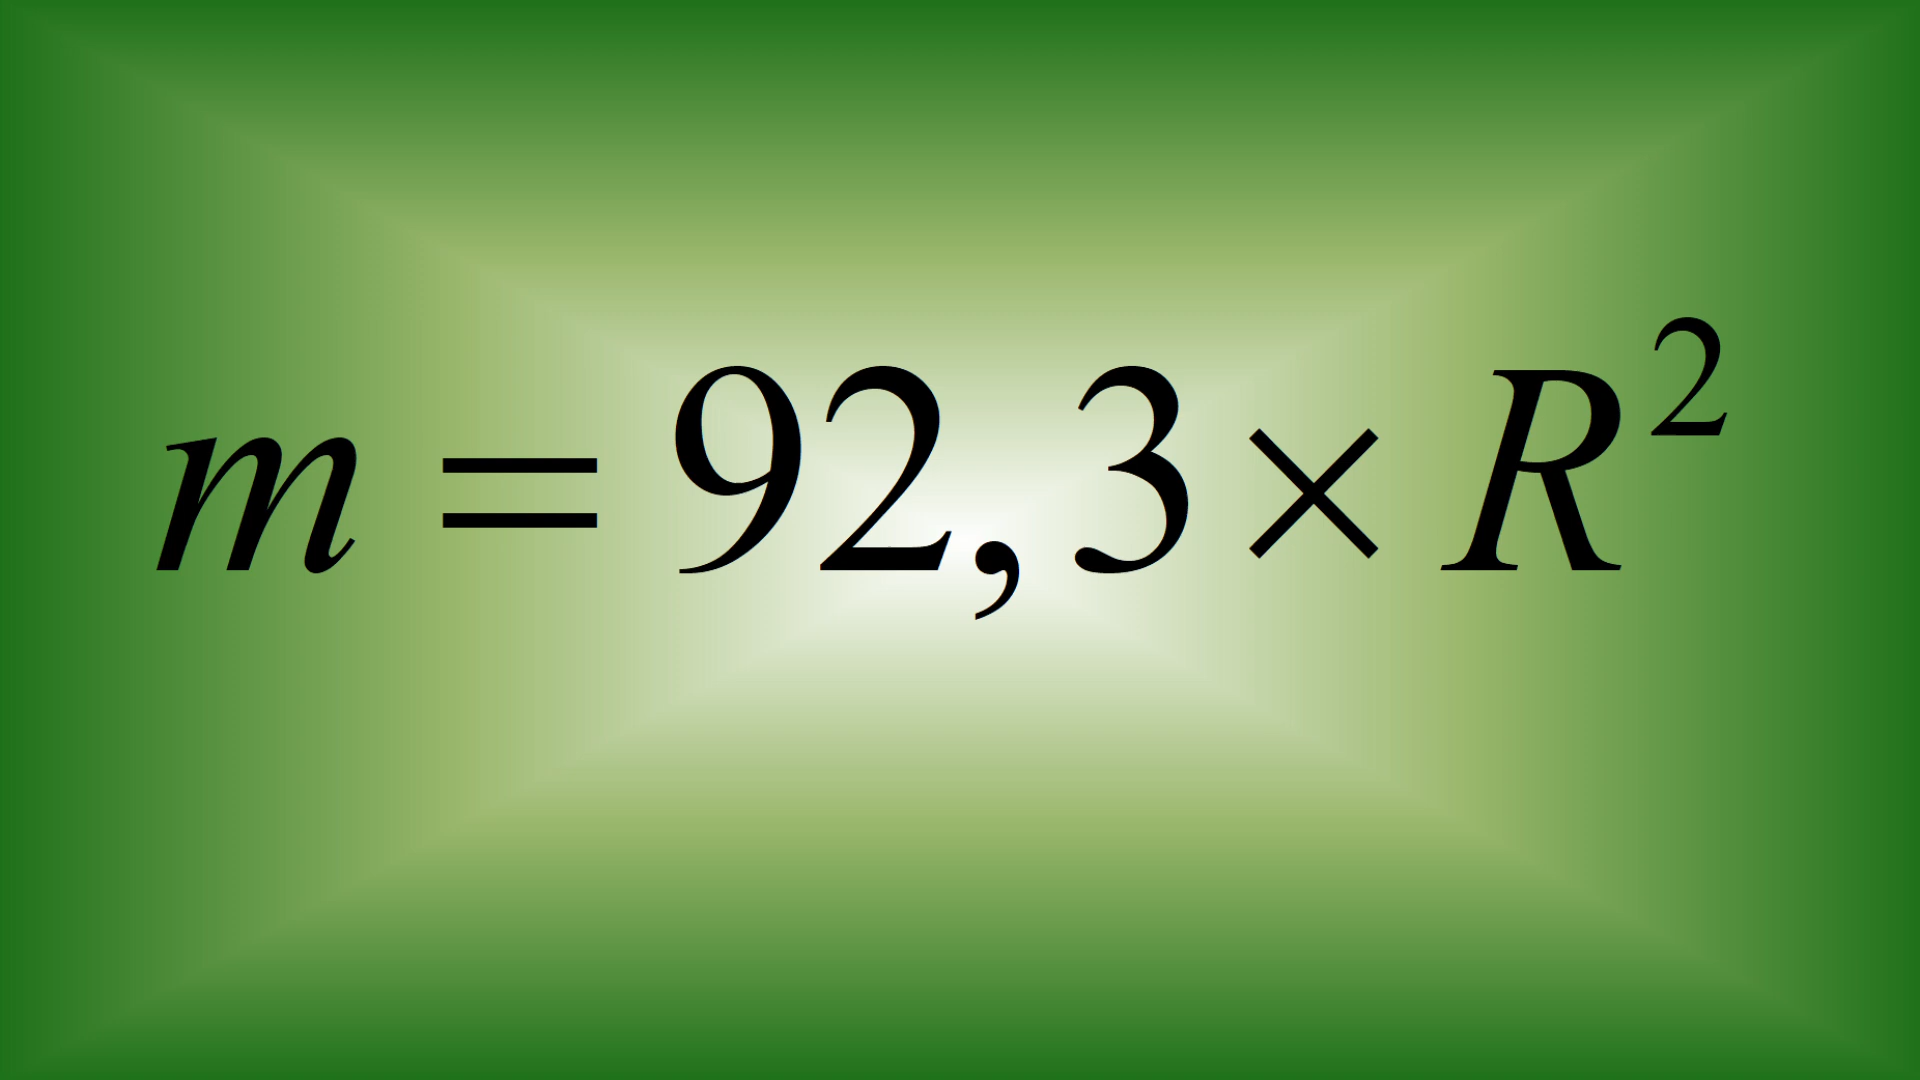 m = 92,3 × R²